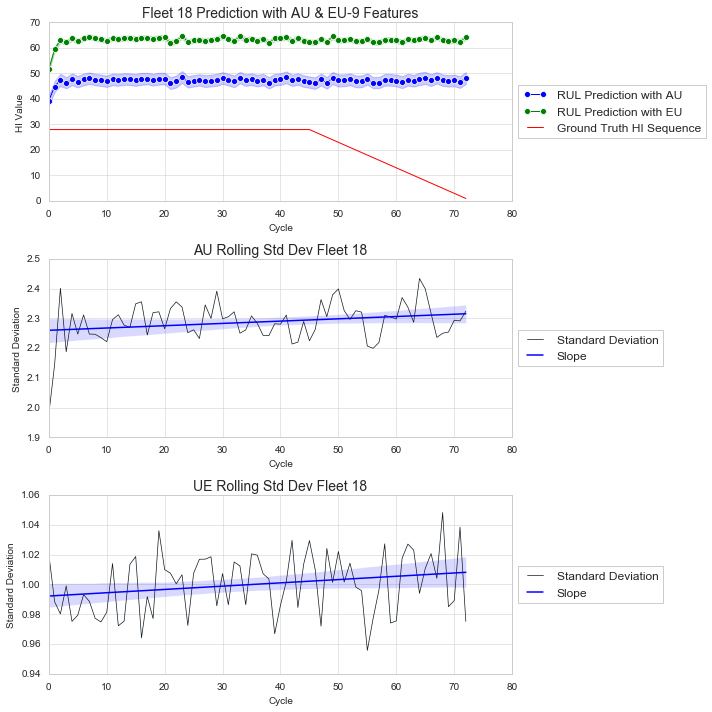 Fleet 18 Prediction with AU & EU-9 Features
70
60
50
40
30
20
10
0
HI Value
0 10 20 30 40 50 60 70 80
Cycle
RUL Prediction with AU
RUL Prediction with EU
Ground Truth HI Sequence
AU Rolling Std Dev Fleet 18
2.5
2.4
2.3
2.2
2.1
2.0
1.9
Standard Deviation
0 10 20 30 40 50 60 70 80
Cycle
Standard Deviation
Slope
UE Rolling Std Dev Fleet 18
1.06
1.04
1.02
1.00
0.98
0.96
0.94
Standard Deviation
0 10 20 30 40 50 60 70 80
Cycle
Standard Deviation
Slope